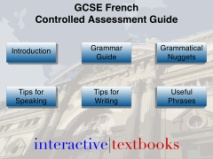 GCSE French
Controlled Assessment Guide
Introduction
Grammar
Guide
Grammatical
Nuggets
Tips for
Speaking
Tips for
Writing
Useful
Phrases
interactive|textbooks